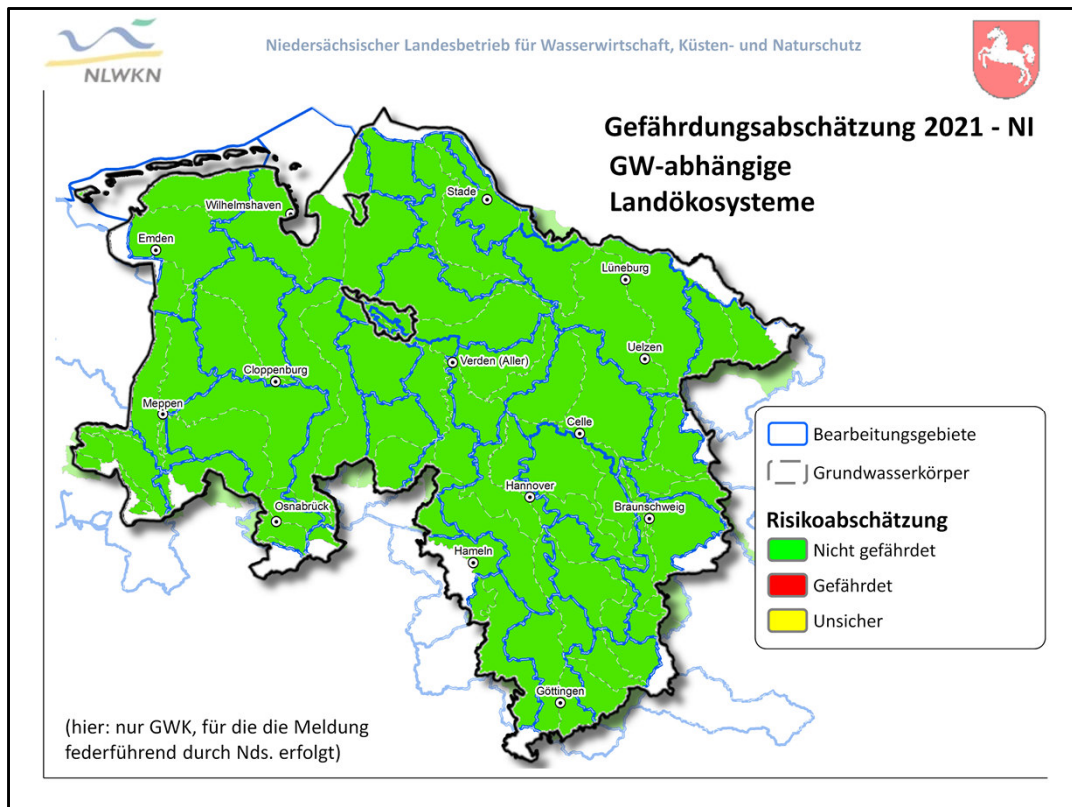 NLWKN
Niedersächsischer Landesbetrieb für Wasserwirtschaft, Küsten- und Naturschutz
Gefährdungsabschätzung 2021 - NI
GW-abhängige
Landökosysteme
Stade
Wilhelmshaven
Emden
Lüneburg
Uelzen
Verden (Aller)
Cloppenburg
Meppen
Celle
Hannover
Osnabrück
Braunschweig
Hameln
Göttingen
Bearbeitungsgebiete
Grundwasserkörper
Risikoabschätzung
Nicht gefährdet
Gefährdet
Unsicher
(hier: nur GWK, für die die Meldung
federführend durch Nds. erfolgt)